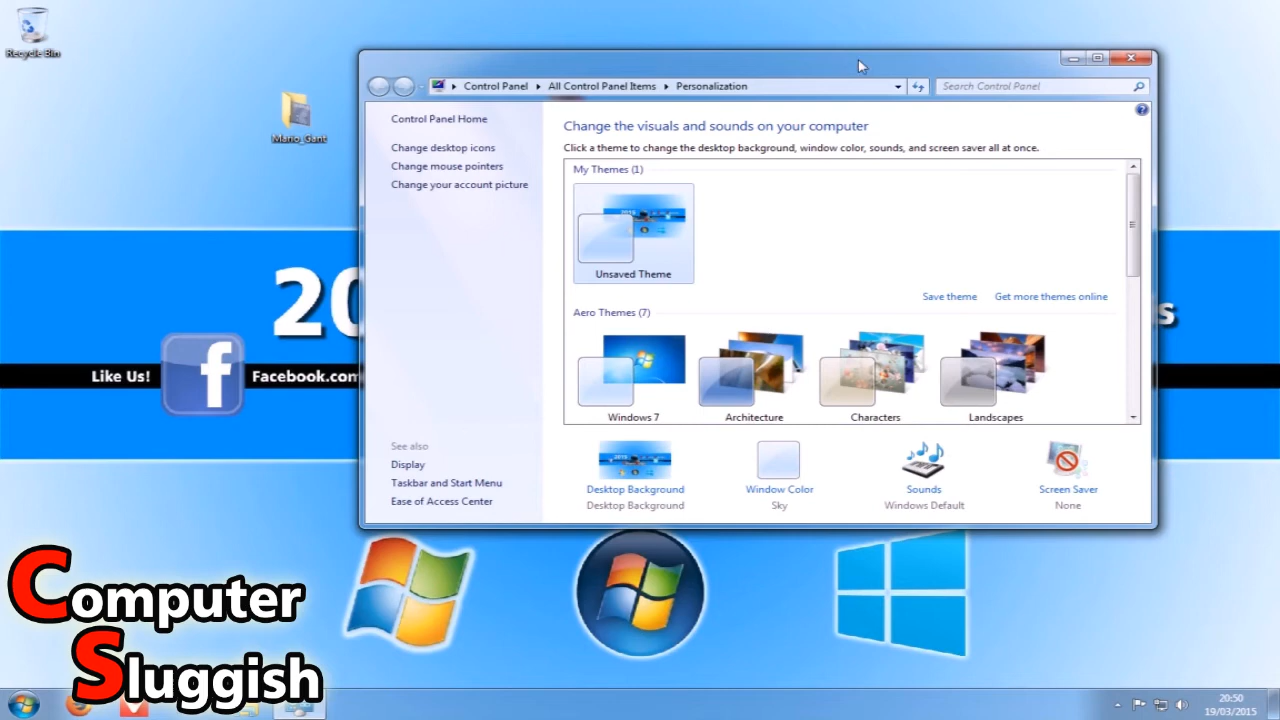 Recycle Bin
Mario_Gant
Control Panel
All Control Panel Items
Personalization
Search Control Panel
Control Panel Home
Change desktop icons
Change mouse pointers
Change your account picture
Change the visuals and sounds on your computer
Click a theme to change the desktop background, window color, sounds, and screen saver all at once.
My Themes (1)
Unsaved Theme
Save theme
Get more themes online
Aero Themes (7)
Windows 7
Architecture
Characters
Landscapes
See also
Display
Taskbar and Start Menu
Ease of Access Center
Desktop Background
Desktop Background
Window Color
Sky
Sounds
Windows Default
Screen Saver
None
20
s
Like Us!
f
Facebook.com
Computer
Sluggish
20:50
19/03/2015